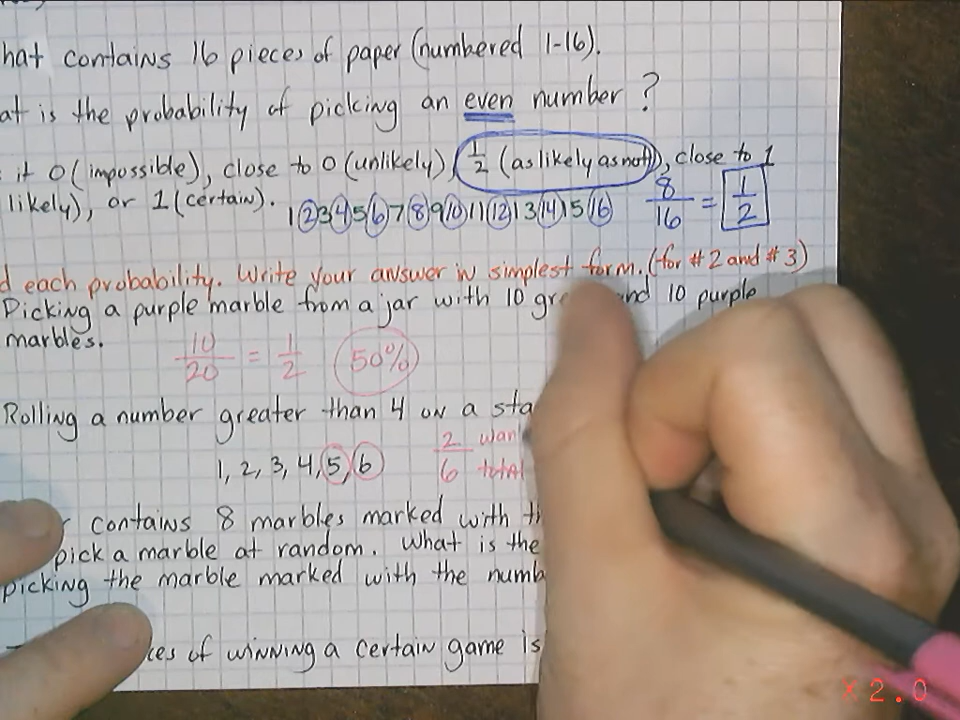 hat contains 16 pieces of paper (numbered 1-16).
at is the probability of picking an even number?
it 0 (impossible), close to 0 (unlikely), 1/2 (as likely as not), close to 1
likely), or 1 (certain).
1 2 3 4 5 6 7 8 9 10 11 12 13 14 15 16 8/16 = 1/2
d each probability. Write your answer in simplest form. (for #2 and #3)
Picking a purple marble from a jar with 10 and 10 purple
marbles.
10/20 = 1/2 50%
Rolling a number greater than 4 on a
1, 2, 3, 4, 5, 6
2 wan
6 total
contains 8 marbles marked with
pick a marble at random. What is the
picking the marble marked with the numb
of winning a certain game is
x2.0